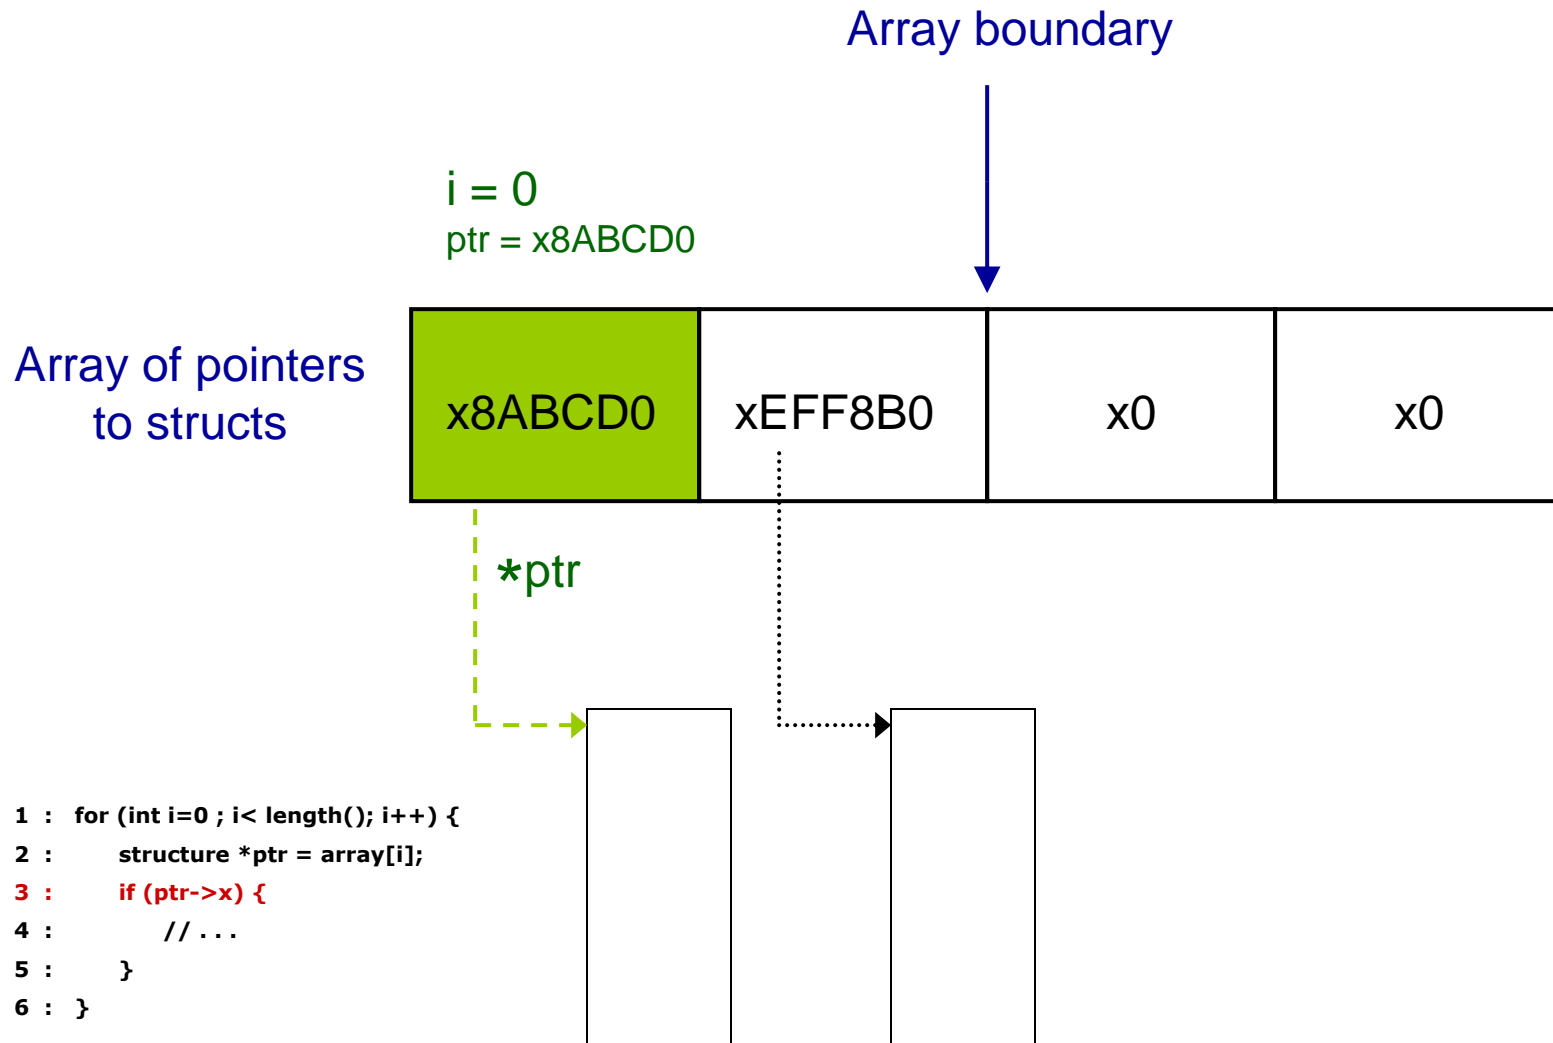 Array boundary
i = 0
ptr = x8ABCD0
Array of pointers
to structs
x8ABCD0 xEFF8B0 x0 x0
*ptr
1 : for (int i=0 ; i< length(); i++) {
2 : structure *ptr = array[i];
3 : if (ptr->x) {
4 : // . . .
5 : }
6 : }